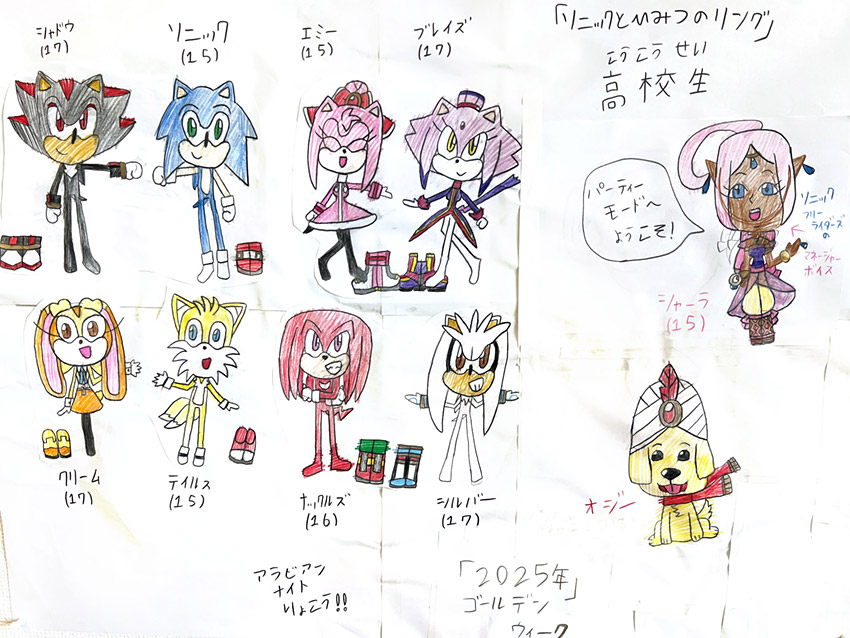 シャドウ
(17)
ソニック
(15)
エミー
(15)
ブレイズ
(17)
「ソニックとひみつのリング」
こうこうせい
高校生
パーティー
モードへ
ようこそ!
ソニック
フリー
ライダーズの
マネージャー
ボイス
シャーラ
(15)
クリーム
(17)
テイルス
(15)
ナックルズ
(16)
シルバー
(17)
オジー
アラビアン
ナイト
りょこう!!
「2025年」
ゴールデン
ウィーク